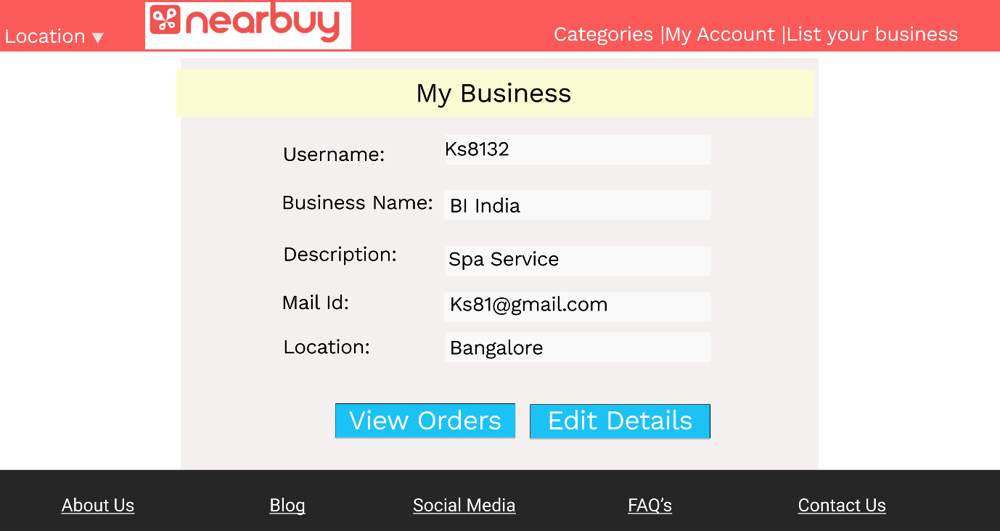 Location ▼
nearbuy
Categories |My Account |List your business
My Business
Username: Ks8132
Business Name: BI India
Description: Spa Service
Mail Id: Ks81@gmail.com
Location: Bangalore
View Orders Edit Details
About Us Blog Social Media FAQ’s Contact Us